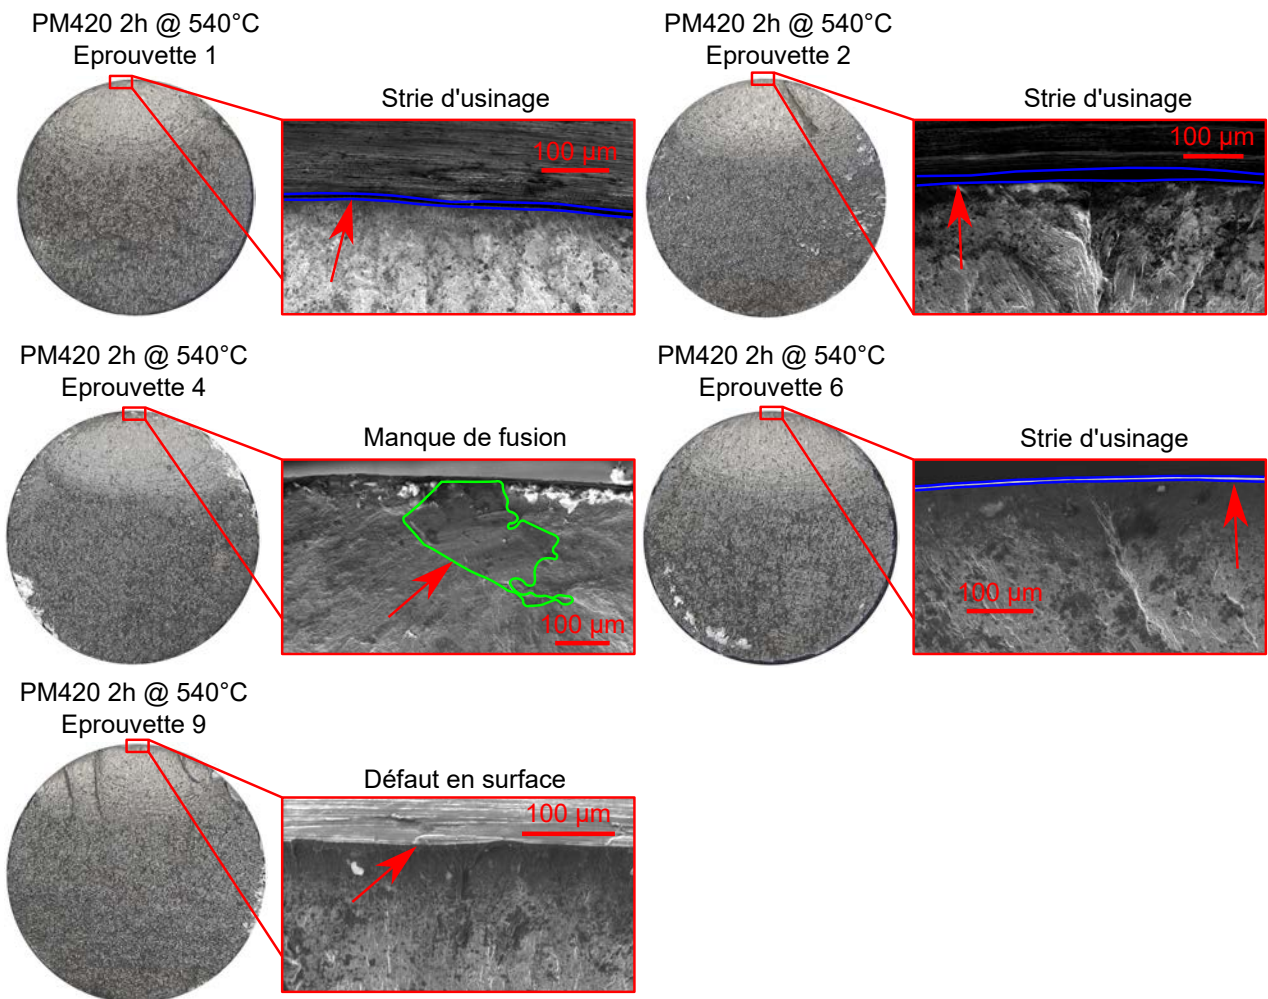 PM420 2h @ 540°C
Eprouvette 1
Strie d'usinage
100 µm
PM420 2h @ 540°C
Eprouvette 2
Strie d'usinage
100 µm
PM420 2h @ 540°C
Eprouvette 4
Manque de fusion
100 µm
PM420 2h @ 540°C
Eprouvette 6
Strie d'usinage
100 µm
PM420 2h @ 540°C
Eprouvette 9
Défaut en surface
100 µm